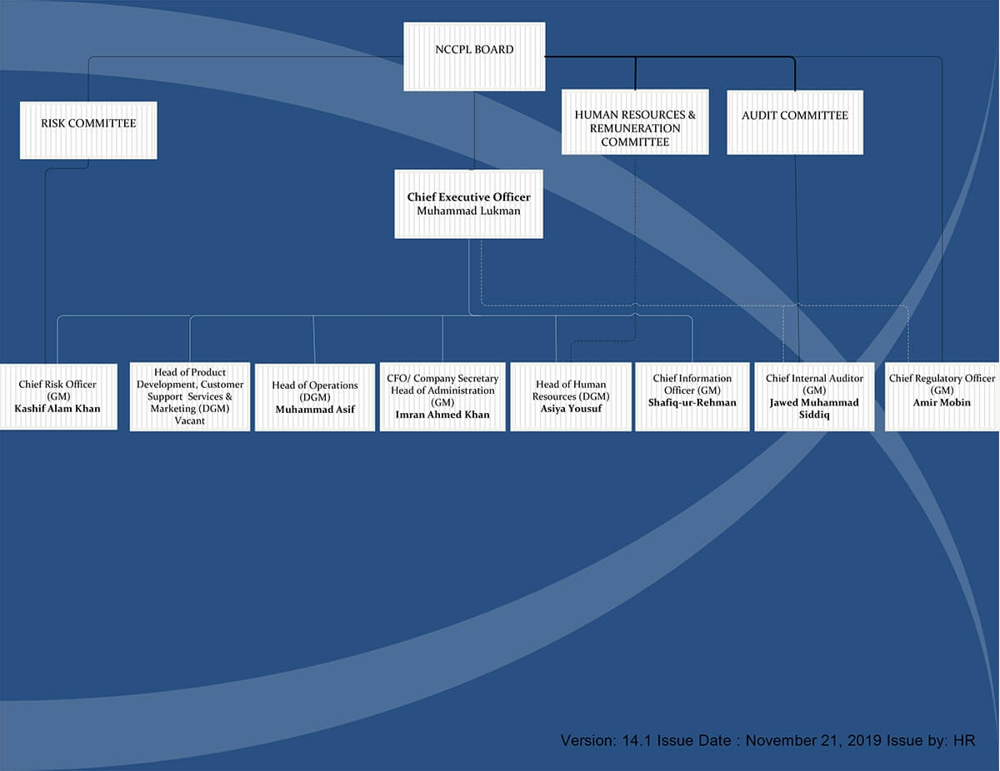 NCCPL BOARD
RISK COMMITTEE
HUMAN RESOURCES &
REMUNERATION
COMMITTEE
AUDIT COMMITTEE
Chief Executive Officer
Muhammad Lukman
Chief Risk Officer
(GM)
Kashif Alam Khan
Head of Product
Development, Customer
Support Services &
Marketing (DGM)
Vacant
Head of Operations
(DGM)
Muhammad Asif
CFO/ Company Secretary
Head of Administration
(GM)
Imran Ahmed Khan
Head of Human
Resources (DGM)
Asiya Yousuf
Chief Information
Officer (GM)
Shafiq-ur-Rehman
Chief Internal Auditor
(GM)
Jawed Muhammad
Siddiq
Chief Regulatory Officer
(GM)
Amir Mobin
Version: 14.1 Issue Date : November 21, 2019 Issue by: HR